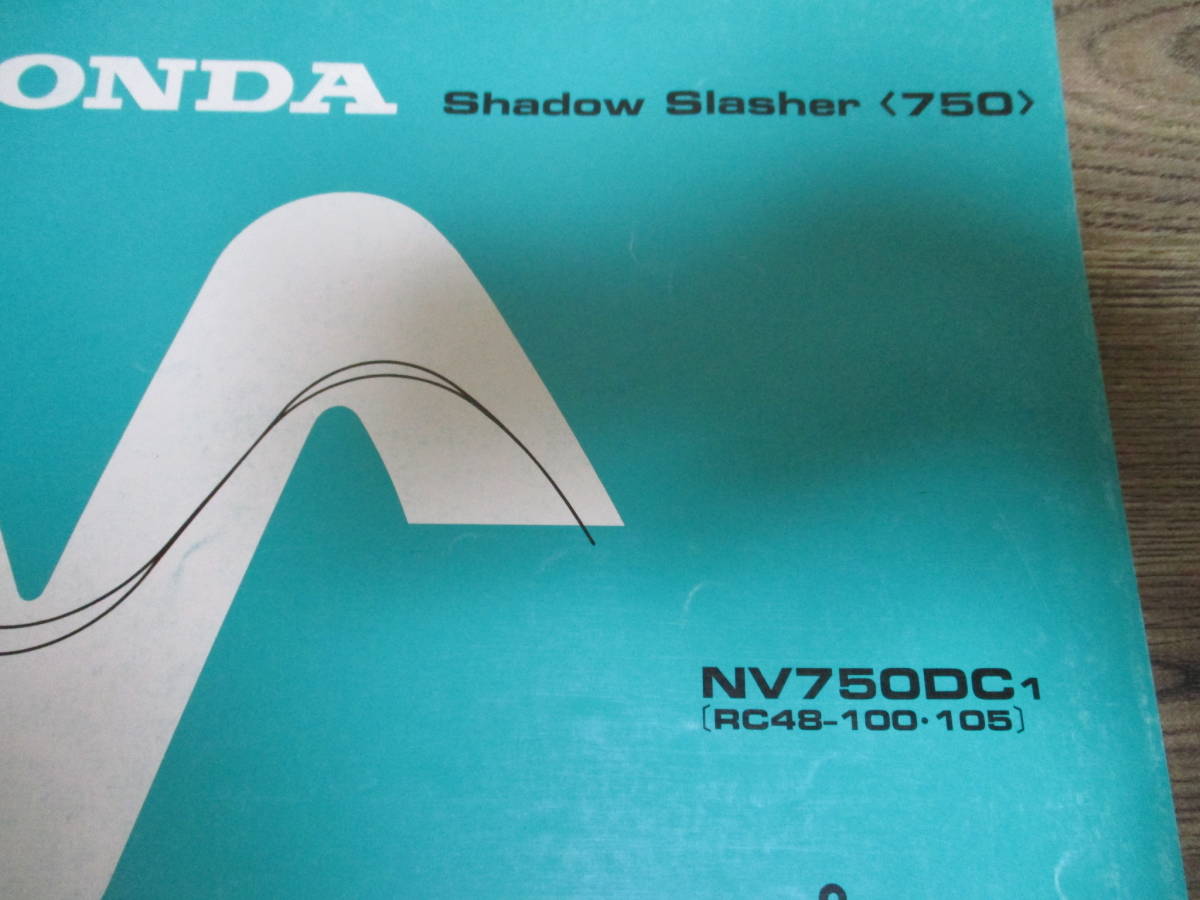 ONDA
Shadow Slasher〈750〉
NV750DC1
〔RC48-100・105〕